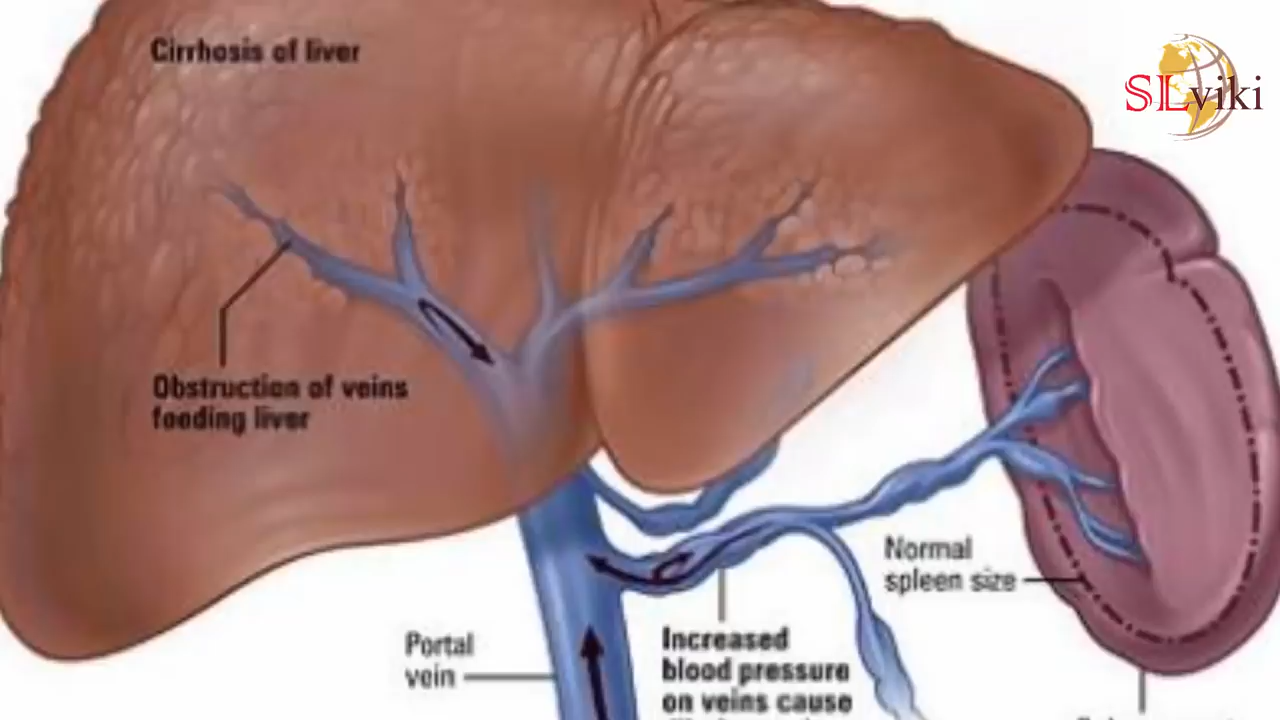 Cirrhosis of liver
SLviki
Obstruction of veins
feeding liver
Normal
spleen size
Portal
vein
Increased
blood pressure
on veins cause